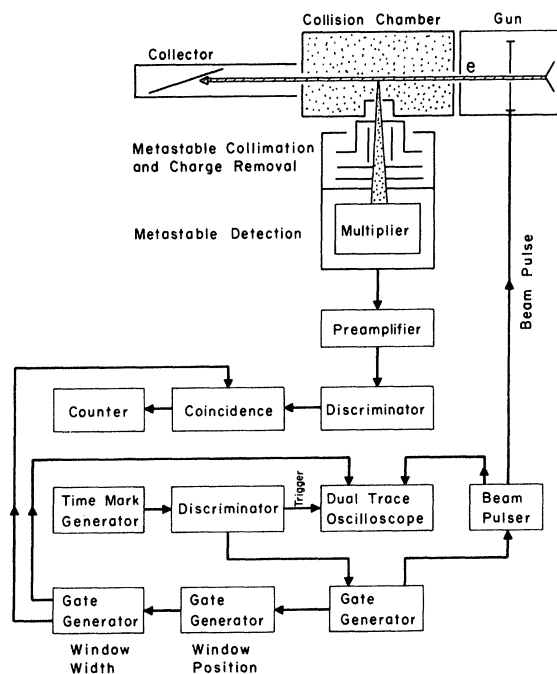 Collision Chamber
Gun
Collector
e
Metastable Collimation
and Charge Removal
Metastable Detection
Multiplier
Beam Pulse
Preamplifier
Counter
Coincidence
Discriminator
Time Mark
Generator
Discriminator
Trigger
Dual Trace
Oscilloscope
Beam
Pulser
Gate
Generator
Gate
Generator
Gate
Generator
Window
Width
Window
Position